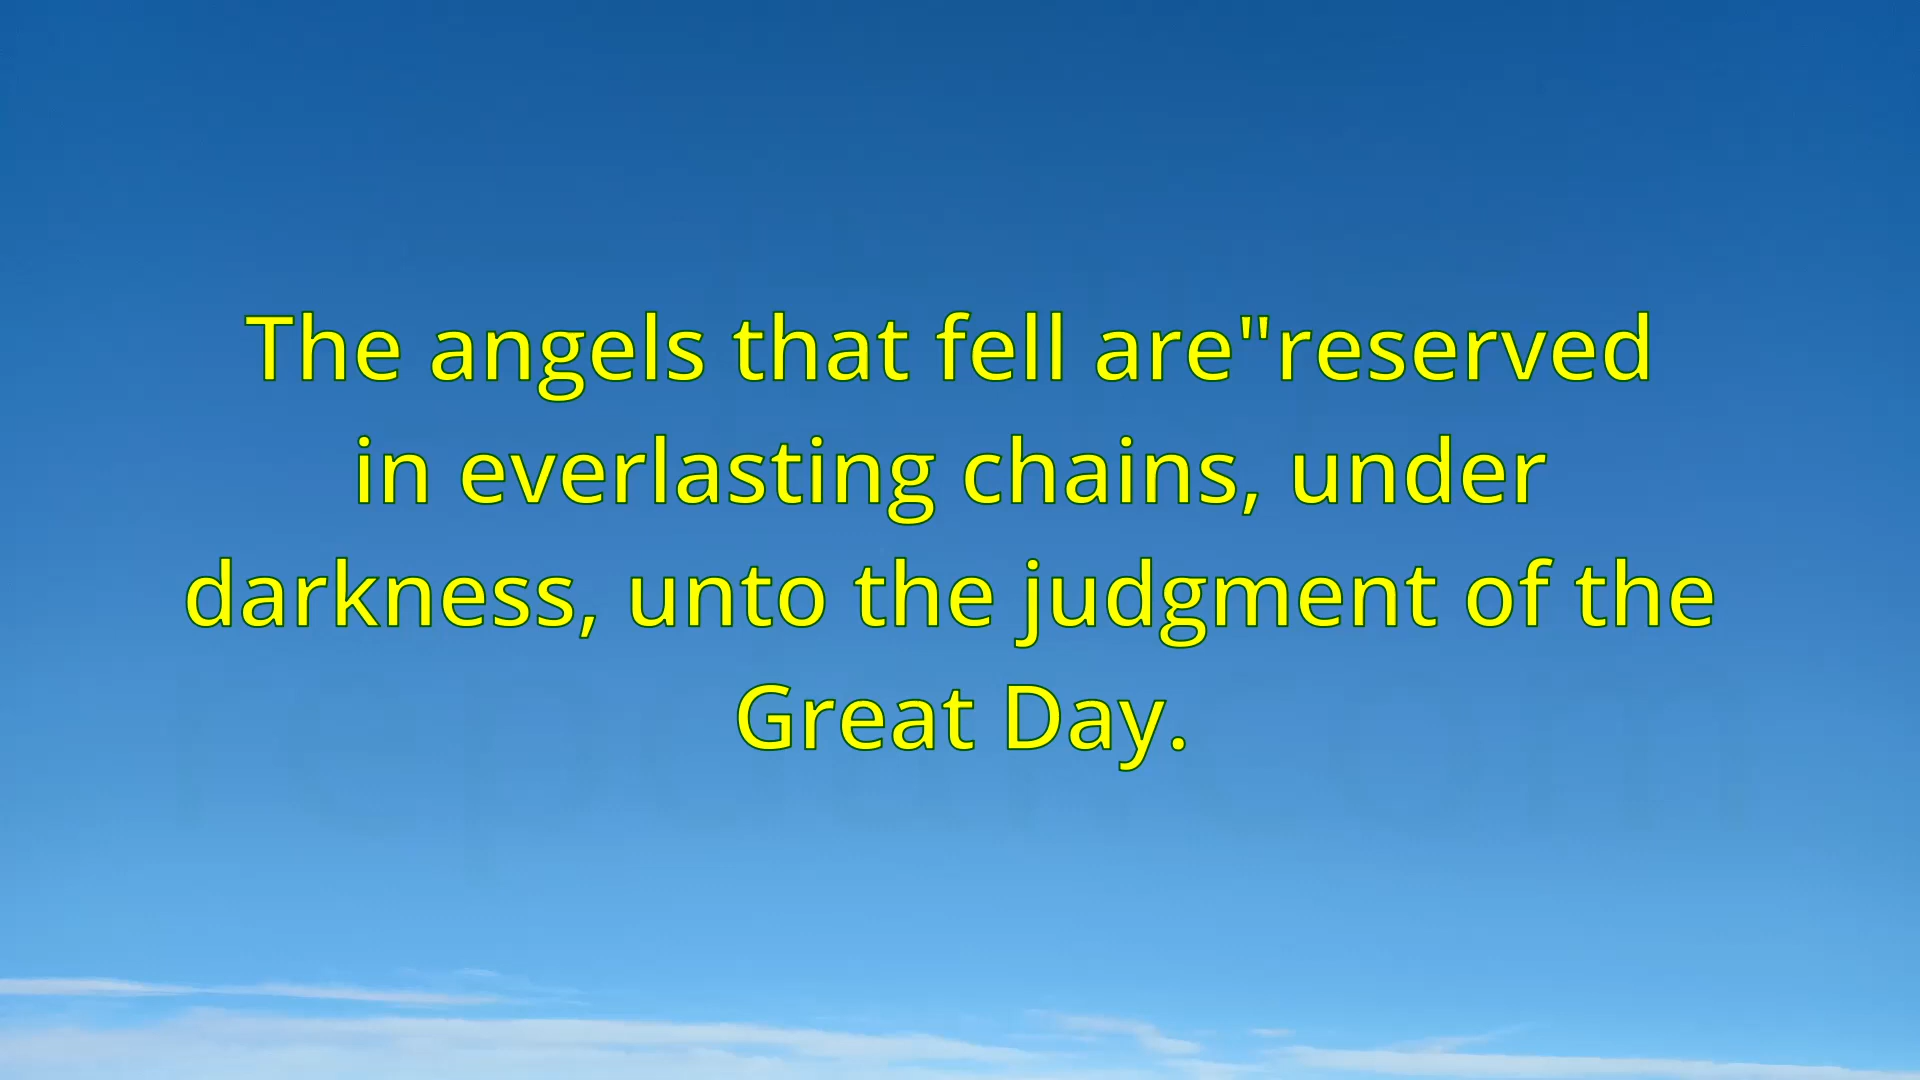 The angels that fell are"reserved
in everlasting chains, under
darkness, unto the judgment of the
Great Day.